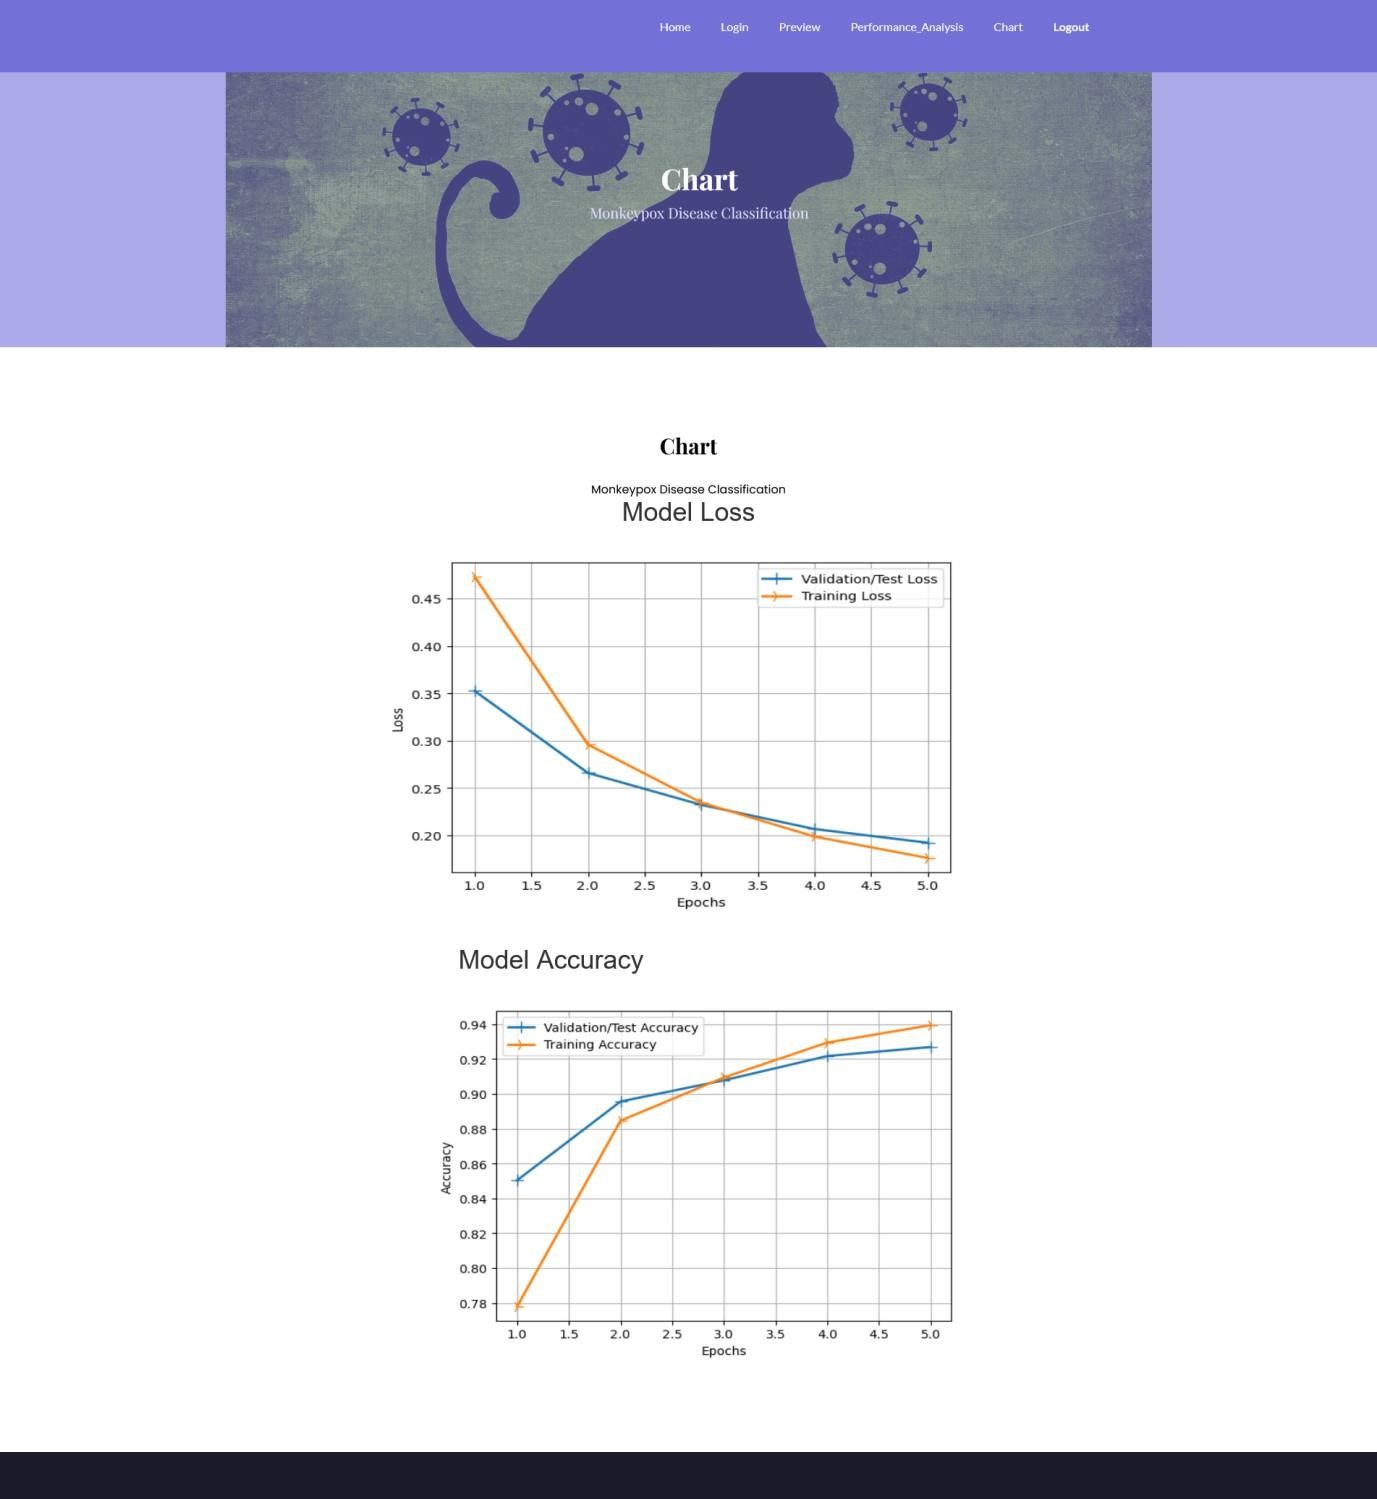 Home Login Preview Performance_Analysis Chart Logout
Chart
Monkeypox Disease Classification
Chart
Monkeypox Disease Classification
Model Loss
Validation/Test Loss
Training Loss
0.45
0.40
0.35
0.30
0.25
0.20
Loss
1.0 1.5 2.0 2.5 3.0 3.5 4.0 4.5 5.0
Epochs
Model Accuracy
Validation/Test Accuracy
Training Accuracy
0.94
0.92
0.90
0.88
0.86
0.84
0.82
0.80
0.78
Accuracy
1.0 1.5 2.0 2.5 3.0 3.5 4.0 4.5 5.0
Epochs